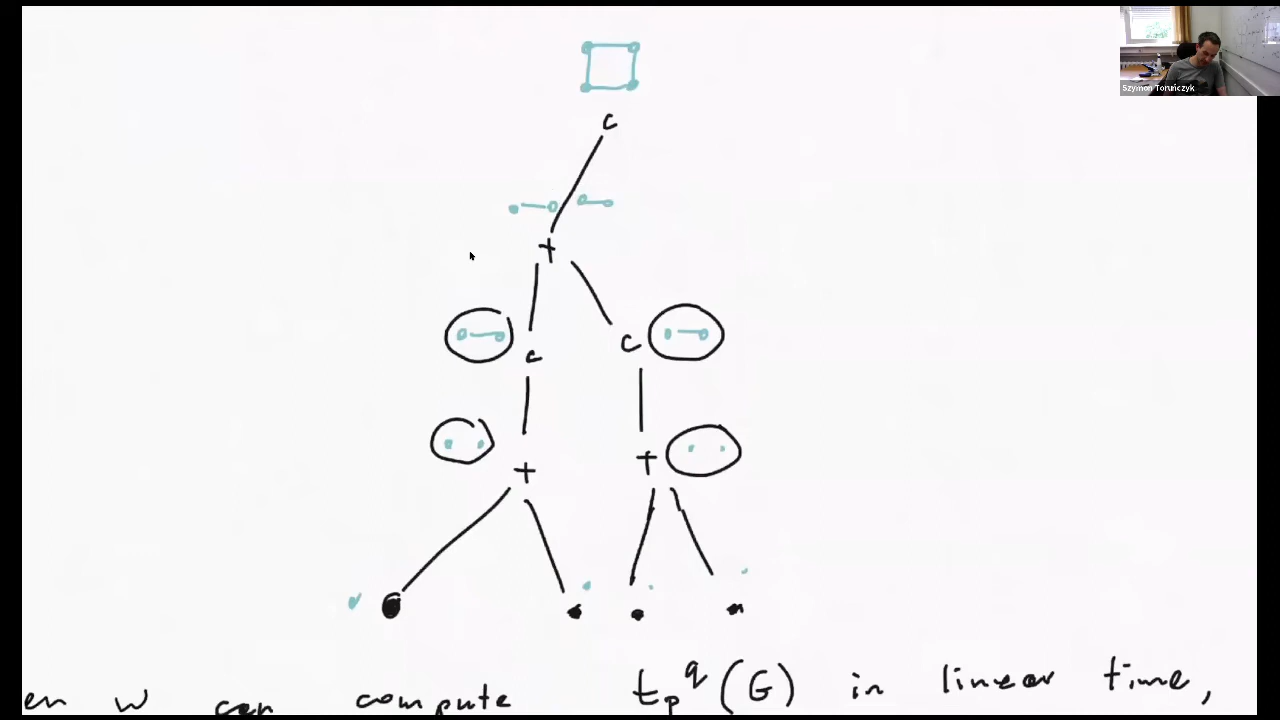 Szymon Toruńczyk
c
+
c c
+ +
en w can compute tp^q (G) in linear time,